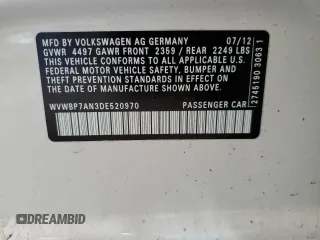 MFD BY VOLKSWAGEN AG GERMANY 07/12
GVWR 4497 GAWR FRONT 2359 / REAR 2249 LBS
THIS VEHICLE CONFORMS TO ALL APPLICABLE U.S.
FEDERAL MOTOR VEHICLE SAFETY, BUMPER AND
THEFT PREVENTION STANDARDS IN EFFECT ON THE
DATE OF MANUFACTURE SHOWN ABOVE.
WVWBP7AN3DE520970 PASSENGER CAR
2745190 30631
DREAMBID